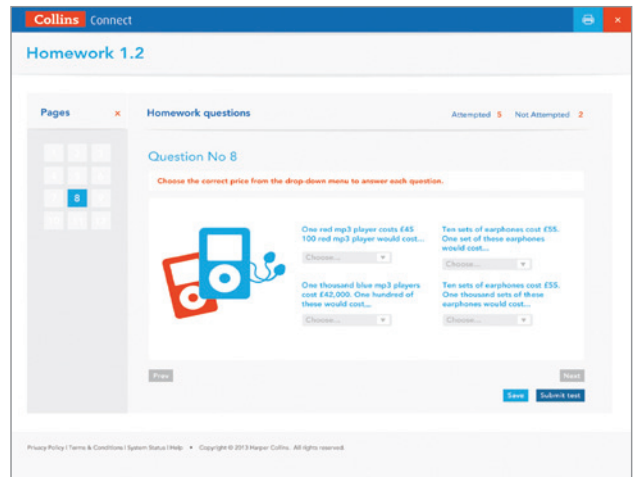 Collins Connect
Homework 1.2
Pages ×
Homework questions
Attempted 5 Not Attempted 2
Question No 8
Choose the correct price from the drop-down menu to answer each question.
8
One red mp3 player costs £45
100 red mp3 player would cost...
Choose...
Ten sets of earphones cost £55.
One set of these earphones
would cost...
Choose...
One thousand blue mp3 players
cost £42,000. One hundred of
these would cost...
Choose...
Ten sets of earphones cost £55.
One thousand sets of these
earphones would cost...
Choose...
Prev
Next
Save
Submit test
Privacy Policy | Terms & Conditions | System Status | Help • Copyright © 2013 Harper Collins. All rights reserved.